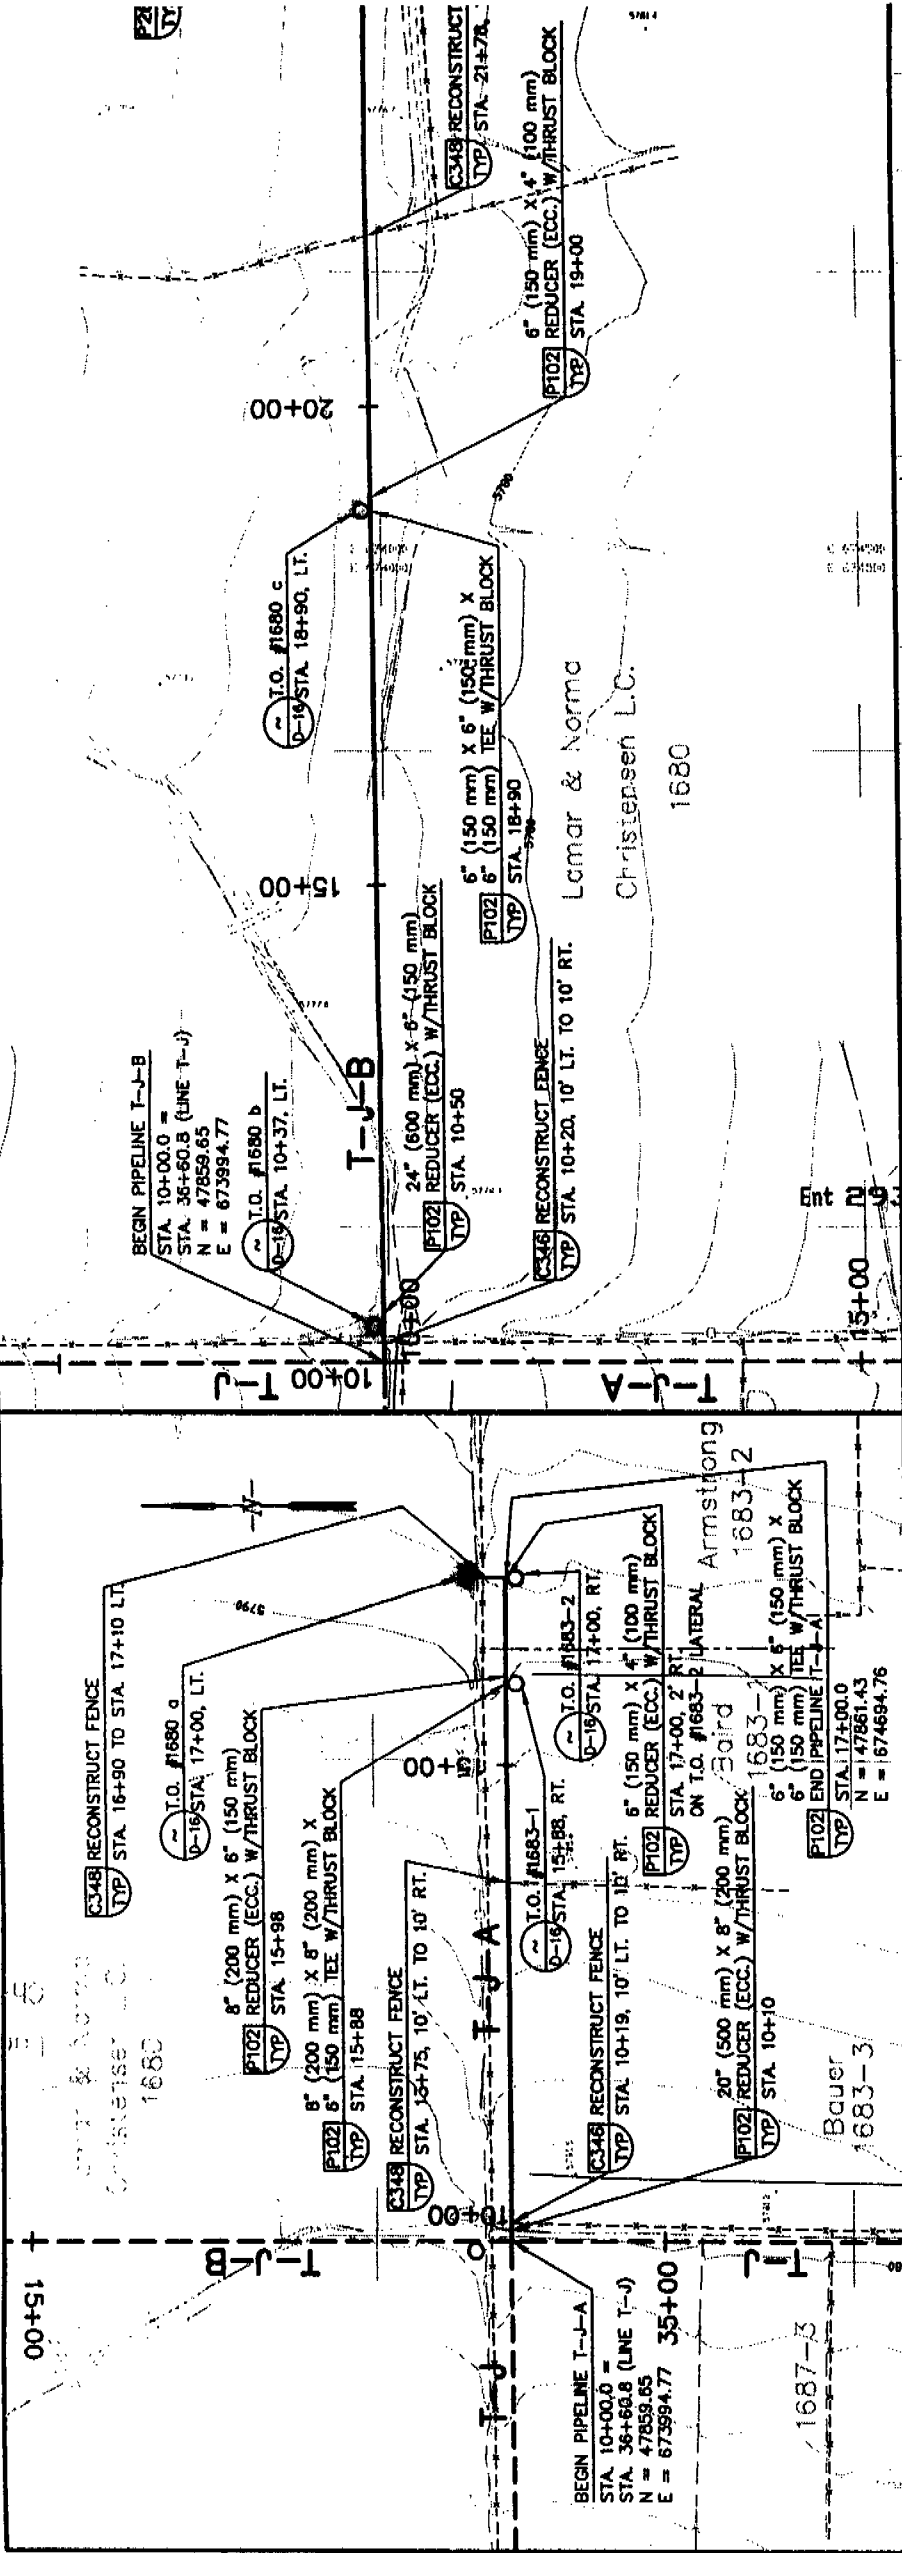 C348 RECONSTRUCT FENCE
TYP STA. 16+90 TO STA. 17+10 LT.
~ T.O. #1680 a
D-16 STA. 17+00, LT.
8" (200 mm) X 6" (150 mm)
P102 REDUCER (ECC.) W/THRUST BLOCK
TYP STA. 15+98
8" (200 mm) X 8" (200 mm) X
P102 6" (150 mm) TEE W/THRUST BLOCK
TYP STA. 15+88
C348 RECONSTRUCT FENCE
TYP STA. 15+75, 10' LT. TO 10' RT.
1680
5790
N
15+00
T-J-B
T-J
T-J-A
10+00
BEGIN PIPELINE T-J-A
STA. 10+00.0 =
STA. 36+60.8 (LINE T-J)
N = 47859.65
E = 673994.77
35+00
T-J
1687-3
~ T.O. #1683-1
D-16 STA. 15+88, RT.
C346 RECONSTRUCT FENCE
TYP STA. 10+19, 10' LT. TO 10' RT.
~ T.O. #1683-2
D-16 STA. 17+00, RT.
6" (150 mm) X 4" (100 mm)
P102 REDUCER (ECC.) W/THRUST BLOCK
TYP STA. 17+00, 2' RT.
ON T.O. #1683-2 LATERAL
20" (500 mm) X 8" (200 mm)
P102 REDUCER (ECC.) W/THRUST BLOCK
TYP STA. 10+10
Baird
Armstrong
1683-2
6" (150 mm) X 6" (150 mm) X
6" (150 mm) TEE W/THRUST BLOCK
P102 END PIPELINE T-J-A
TYP STA. 17+00.0
N = 47861.43
E = 674694.76
Bauer
1683-3
BEGIN PIPELINE T-J-B
STA. 10+00.0 =
STA. 36+60.8 (LINE T-J)
N = 47859.65
E = 673994.77
~ T.O. #1680 b
D-16 STA. 10+37, LT.
T-J
10+00
T-J-B
10+00
15+00
20+00
~ T.O. #1680 c
D-16 STA. 18+90, LT.
24" (600 mm) X 6" (150 mm)
P102 REDUCER (ECC.) W/THRUST BLOCK
TYP STA. 10+50
6" (150 mm) X 6" (150 mm) X
P102 6" (150 mm) TEE W/THRUST BLOCK
TYP STA. 18+90
C348 RECONSTRUCT
TYP STA. 21+78,
6" (150 mm) X 4" (100 mm)
P102 REDUCER (ECC.) W/THRUST BLOCK
TYP STA. 19+00
C346 RECONSTRUCT FENCE
TYP STA. 10+20, 10' LT. TO 10' RT.
5780
T-J-A
15+00
Lamar & Norma
Christensen L.C.
1680
Ent